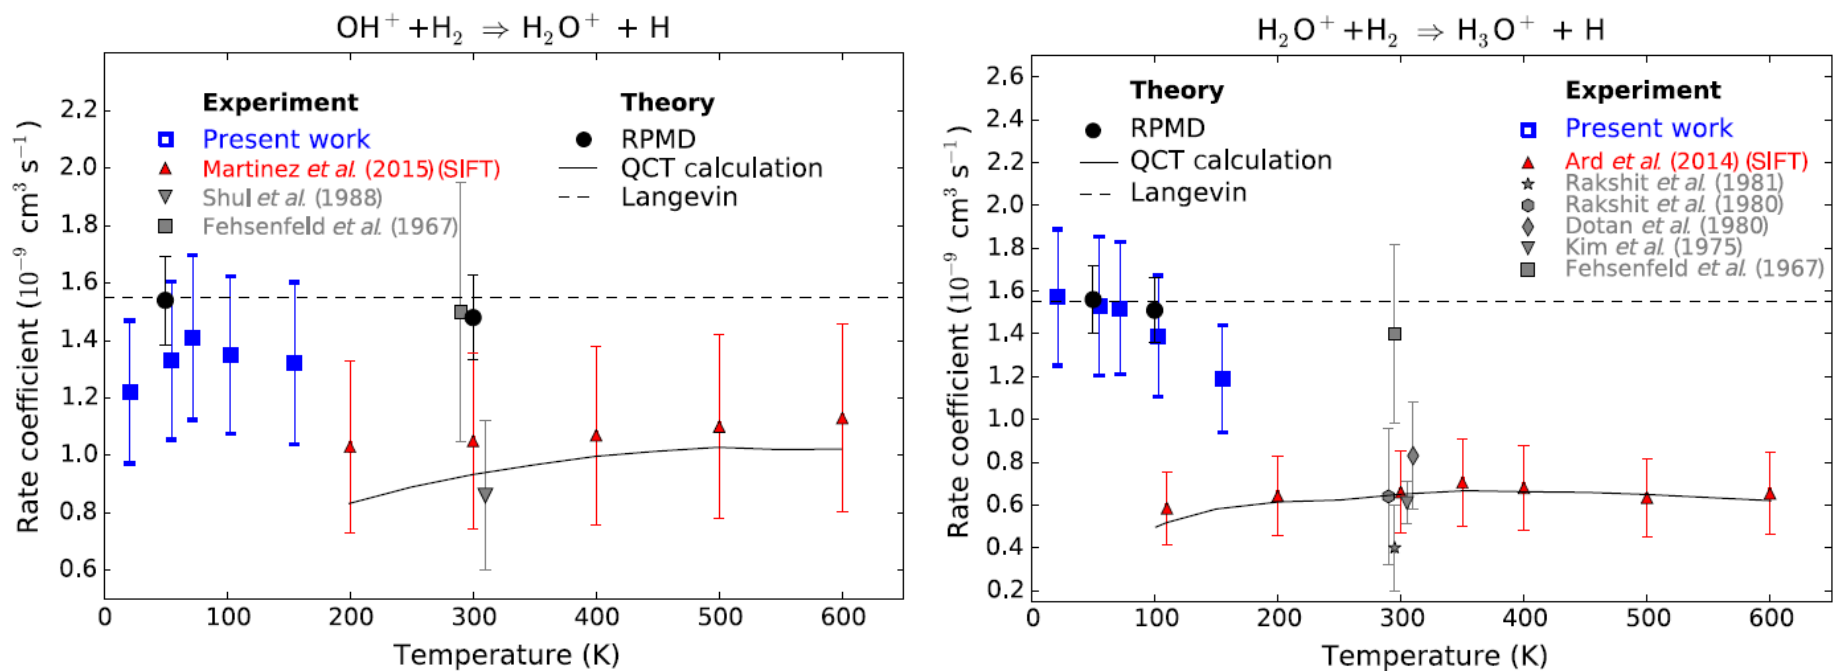 OH⁺ + H₂ ⇒ H₂O⁺ + H
Rate coefficient (10⁻⁹ cm³ s⁻¹)
2.2
2.0
1.8
1.6
1.4
1.2
1.0
0.8
0.6
Experiment
Present work
Martinez et al. (2015) (SIFT)
Shul et al. (1988)
Fehsenfeld et al. (1967)
Theory
RPMD
QCT calculation
Langevin
0 100 200 300 400 500 600
Temperature (K)
H₂O⁺ + H₂ ⇒ H₃O⁺ + H
Rate coefficient (10⁻⁹ cm³ s⁻¹)
2.6
2.4
2.2
2.0
1.8
1.6
1.4
1.2
1.0
0.8
0.6
0.4
0.2
Theory
RPMD
QCT calculation
Langevin
Experiment
Present work
Ard et al. (2014) (SIFT)
Rakshit et al. (1981)
Rakshit et al. (1980)
Dotan et al. (1980)
Kim et al. (1975)
Fehsenfeld et al. (1967)
0 100 200 300 400 500 600
Temperature (K)